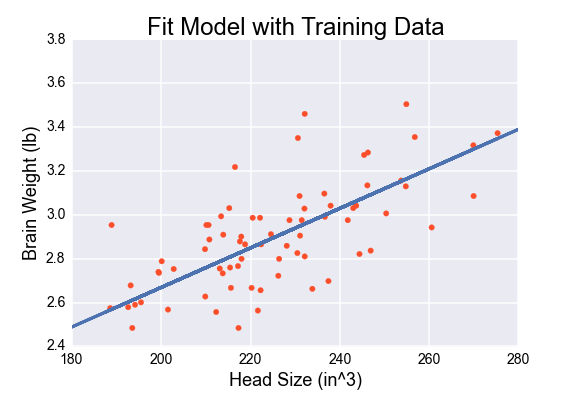 Fit Model with Training Data
3.8
3.6
3.4
3.2
3.0
2.8
2.6
2.4
Brain Weight (lb)
180 200 220 240 260 280
Head Size (in^3)